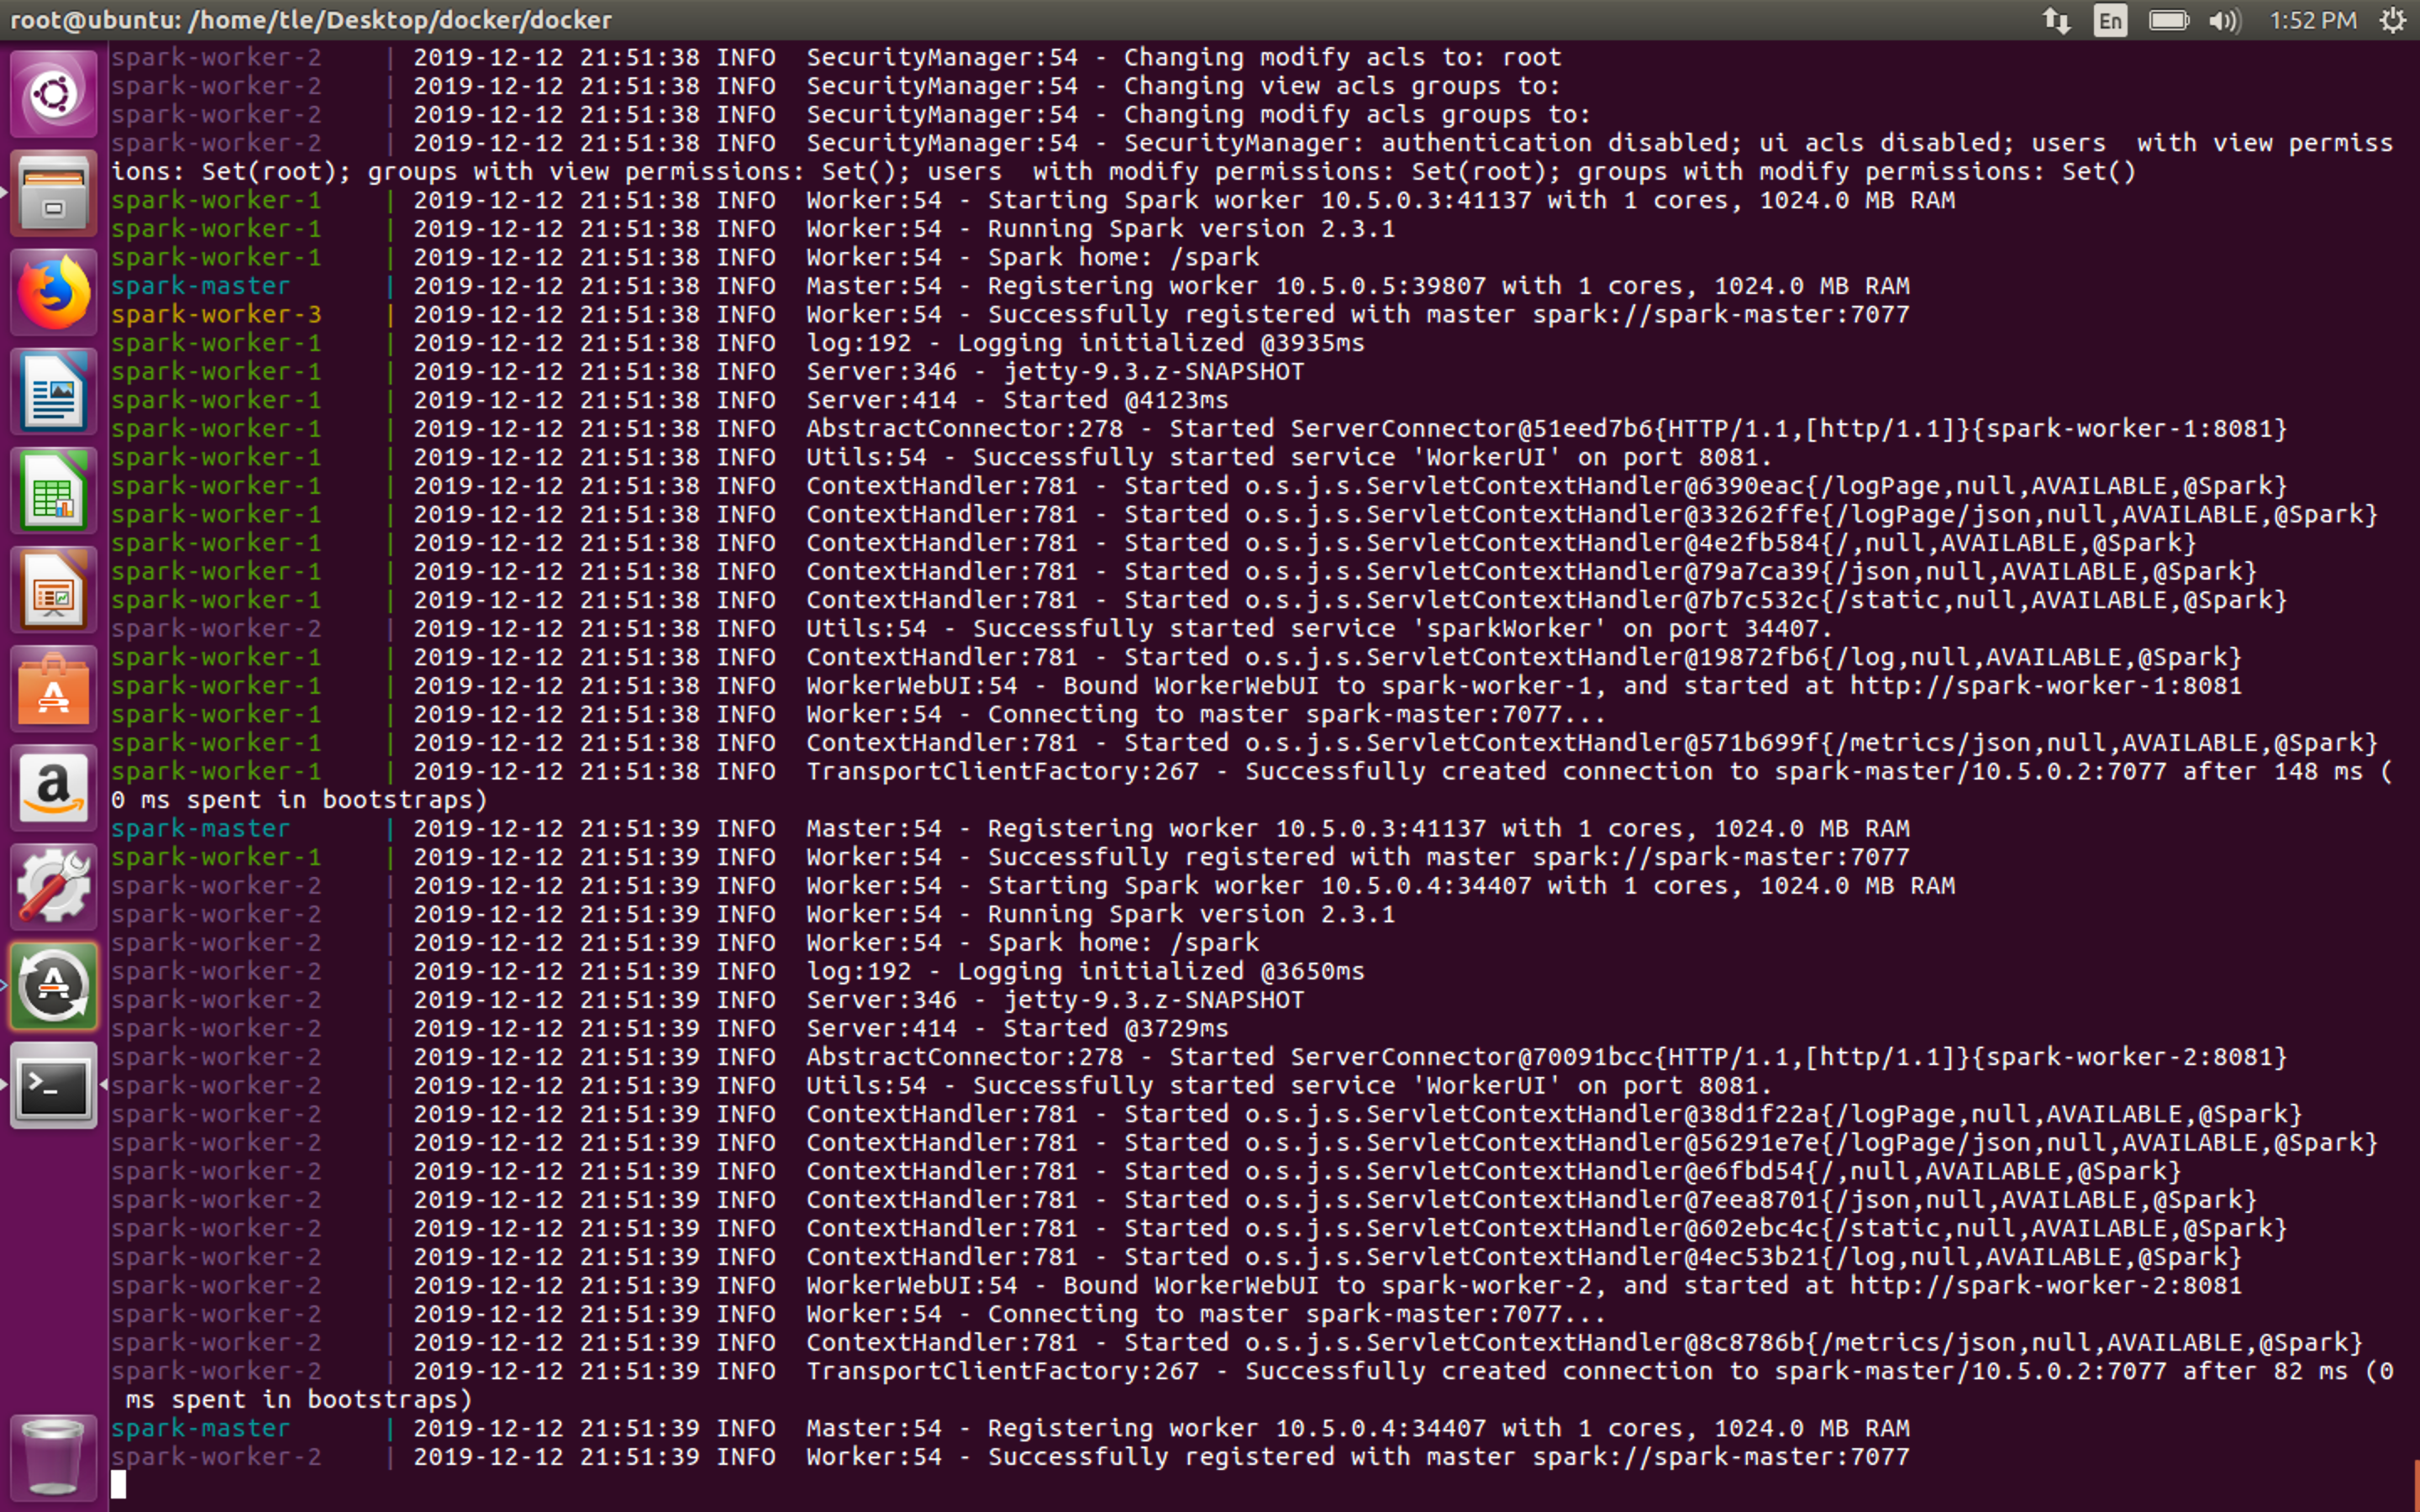 root@ubuntu: /home/tle/Desktop/docker/docker
En
1:52 PM
spark-worker-2 | 2019-12-12 21:51:38 INFO SecurityManager:54 - Changing modify acls to: root
spark-worker-2 | 2019-12-12 21:51:38 INFO SecurityManager:54 - Changing view acls groups to:
spark-worker-2 | 2019-12-12 21:51:38 INFO SecurityManager:54 - Changing modify acls groups to:
spark-worker-2 | 2019-12-12 21:51:38 INFO SecurityManager:54 - SecurityManager: authentication disabled; ui acls disabled; users with view permiss
ions: Set(root); groups with view permissions: Set(); users with modify permissions: Set(root); groups with modify permissions: Set()
spark-worker-1 | 2019-12-12 21:51:38 INFO Worker:54 - Starting Spark worker 10.5.0.3:41137 with 1 cores, 1024.0 MB RAM
spark-worker-1 | 2019-12-12 21:51:38 INFO Worker:54 - Running Spark version 2.3.1
spark-worker-1 | 2019-12-12 21:51:38 INFO Worker:54 - Spark home: /spark
spark-master | 2019-12-12 21:51:38 INFO Master:54 - Registering worker 10.5.0.5:39807 with 1 cores, 1024.0 MB RAM
spark-worker-3 | 2019-12-12 21:51:38 INFO Worker:54 - Successfully registered with master spark://spark-master:7077
spark-worker-1 | 2019-12-12 21:51:38 INFO log:192 - Logging initialized @3935ms
spark-worker-1 | 2019-12-12 21:51:38 INFO Server:346 - jetty-9.3.z-SNAPSHOT
spark-worker-1 | 2019-12-12 21:51:38 INFO Server:414 - Started @4123ms
spark-worker-1 | 2019-12-12 21:51:38 INFO AbstractConnector:278 - Started ServerConnector@51eed7b6{HTTP/1.1,[http/1.1]}{spark-worker-1:8081}
spark-worker-1 | 2019-12-12 21:51:38 INFO Utils:54 - Successfully started service 'WorkerUI' on port 8081.
spark-worker-1 | 2019-12-12 21:51:38 INFO ContextHandler:781 - Started o.s.j.s.ServletContextHandler@6390eac{/logPage,null,AVAILABLE,@Spark}
spark-worker-1 | 2019-12-12 21:51:38 INFO ContextHandler:781 - Started o.s.j.s.ServletContextHandler@33262ffe{/logPage/json,null,AVAILABLE,@Spark}
spark-worker-1 | 2019-12-12 21:51:38 INFO ContextHandler:781 - Started o.s.j.s.ServletContextHandler@4e2fb584{/,null,AVAILABLE,@Spark}
spark-worker-1 | 2019-12-12 21:51:38 INFO ContextHandler:781 - Started o.s.j.s.ServletContextHandler@79a7ca39{/json,null,AVAILABLE,@Spark}
spark-worker-1 | 2019-12-12 21:51:38 INFO ContextHandler:781 - Started o.s.j.s.ServletContextHandler@7b7c532c{/static,null,AVAILABLE,@Spark}
spark-worker-2 | 2019-12-12 21:51:38 INFO Utils:54 - Successfully started service 'sparkWorker' on port 34407.
spark-worker-1 | 2019-12-12 21:51:38 INFO ContextHandler:781 - Started o.s.j.s.ServletContextHandler@19872fb6{/log,null,AVAILABLE,@Spark}
spark-worker-1 | 2019-12-12 21:51:38 INFO WorkerWebUI:54 - Bound WorkerWebUI to spark-worker-1, and started at http://spark-worker-1:8081
spark-worker-1 | 2019-12-12 21:51:38 INFO Worker:54 - Connecting to master spark-master:7077...
spark-worker-1 | 2019-12-12 21:51:38 INFO ContextHandler:781 - Started o.s.j.s.ServletContextHandler@571b699f{/metrics/json,null,AVAILABLE,@Spark}
spark-worker-1 | 2019-12-12 21:51:38 INFO TransportClientFactory:267 - Successfully created connection to spark-master/10.5.0.2:7077 after 148 ms (
0 ms spent in bootstraps)
spark-master | 2019-12-12 21:51:39 INFO Master:54 - Registering worker 10.5.0.3:41137 with 1 cores, 1024.0 MB RAM
spark-worker-1 | 2019-12-12 21:51:39 INFO Worker:54 - Successfully registered with master spark://spark-master:7077
spark-worker-2 | 2019-12-12 21:51:39 INFO Worker:54 - Starting Spark worker 10.5.0.4:34407 with 1 cores, 1024.0 MB RAM
spark-worker-2 | 2019-12-12 21:51:39 INFO Worker:54 - Running Spark version 2.3.1
spark-worker-2 | 2019-12-12 21:51:39 INFO Worker:54 - Spark home: /spark
spark-worker-2 | 2019-12-12 21:51:39 INFO log:192 - Logging initialized @3650ms
spark-worker-2 | 2019-12-12 21:51:39 INFO Server:346 - jetty-9.3.z-SNAPSHOT
spark-worker-2 | 2019-12-12 21:51:39 INFO Server:414 - Started @3729ms
spark-worker-2 | 2019-12-12 21:51:39 INFO AbstractConnector:278 - Started ServerConnector@70091bcc{HTTP/1.1,[http/1.1]}{spark-worker-2:8081}
spark-worker-2 | 2019-12-12 21:51:39 INFO Utils:54 - Successfully started service 'WorkerUI' on port 8081.
spark-worker-2 | 2019-12-12 21:51:39 INFO ContextHandler:781 - Started o.s.j.s.ServletContextHandler@38d1f22a{/logPage,null,AVAILABLE,@Spark}
spark-worker-2 | 2019-12-12 21:51:39 INFO ContextHandler:781 - Started o.s.j.s.ServletContextHandler@56291e7e{/logPage/json,null,AVAILABLE,@Spark}
spark-worker-2 | 2019-12-12 21:51:39 INFO ContextHandler:781 - Started o.s.j.s.ServletContextHandler@e6fbd54{/,null,AVAILABLE,@Spark}
spark-worker-2 | 2019-12-12 21:51:39 INFO ContextHandler:781 - Started o.s.j.s.ServletContextHandler@7eea8701{/json,null,AVAILABLE,@Spark}
spark-worker-2 | 2019-12-12 21:51:39 INFO ContextHandler:781 - Started o.s.j.s.ServletContextHandler@602ebc4c{/static,null,AVAILABLE,@Spark}
spark-worker-2 | 2019-12-12 21:51:39 INFO ContextHandler:781 - Started o.s.j.s.ServletContextHandler@4ec53b21{/log,null,AVAILABLE,@Spark}
spark-worker-2 | 2019-12-12 21:51:39 INFO WorkerWebUI:54 - Bound WorkerWebUI to spark-worker-2, and started at http://spark-worker-2:8081
spark-worker-2 | 2019-12-12 21:51:39 INFO Worker:54 - Connecting to master spark-master:7077...
spark-worker-2 | 2019-12-12 21:51:39 INFO ContextHandler:781 - Started o.s.j.s.ServletContextHandler@8c8786b{/metrics/json,null,AVAILABLE,@Spark}
spark-worker-2 | 2019-12-12 21:51:39 INFO TransportClientFactory:267 - Successfully created connection to spark-master/10.5.0.2:7077 after 82 ms (0
ms spent in bootstraps)
spark-master | 2019-12-12 21:51:39 INFO Master:54 - Registering worker 10.5.0.4:34407 with 1 cores, 1024.0 MB RAM
spark-worker-2 | 2019-12-12 21:51:39 INFO Worker:54 - Successfully registered with master spark://spark-master:7077